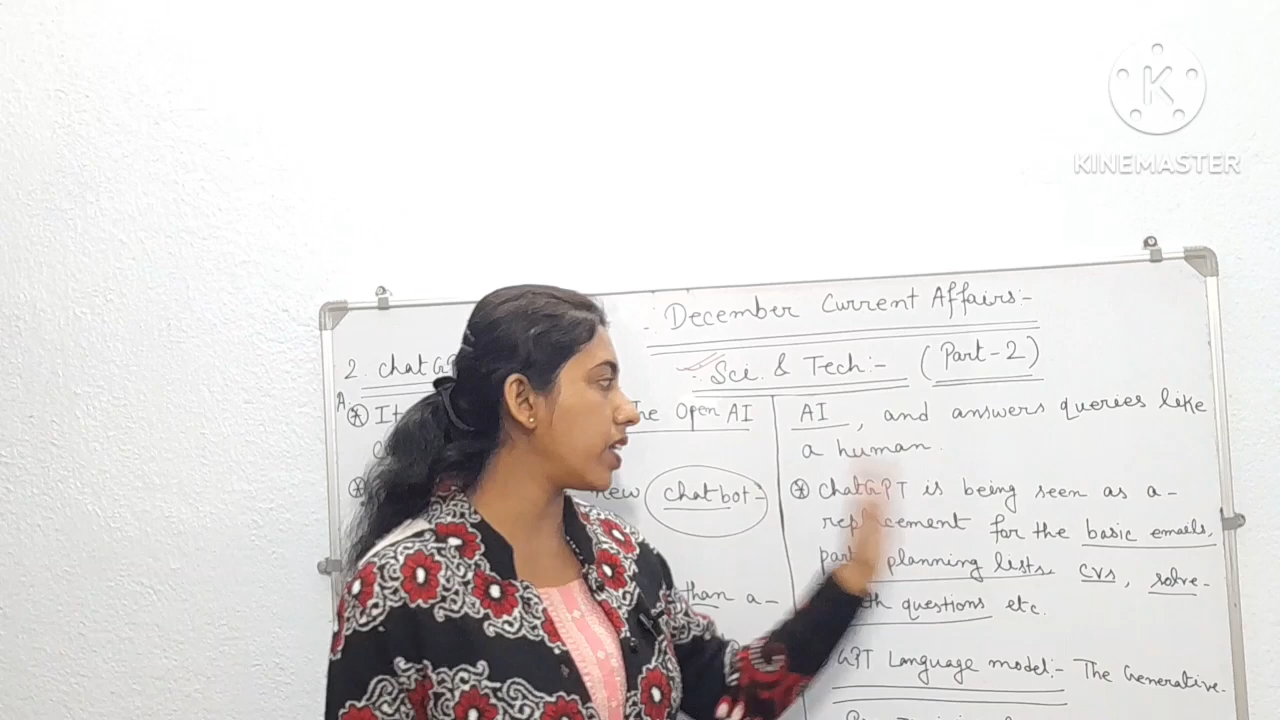 KINEMASTER
December Current Affairs:-
Sci. & Tech:- (Part-2)
2. chatG
A.
It
The Open AI
new chatbot-
than a-
AI, and answers queries like
a human.
ChatGPT is being seen as a-
replacement for the basic emails,
planning lists, CVs, solve-
questions etc.
GPT Language model:- The Generative-